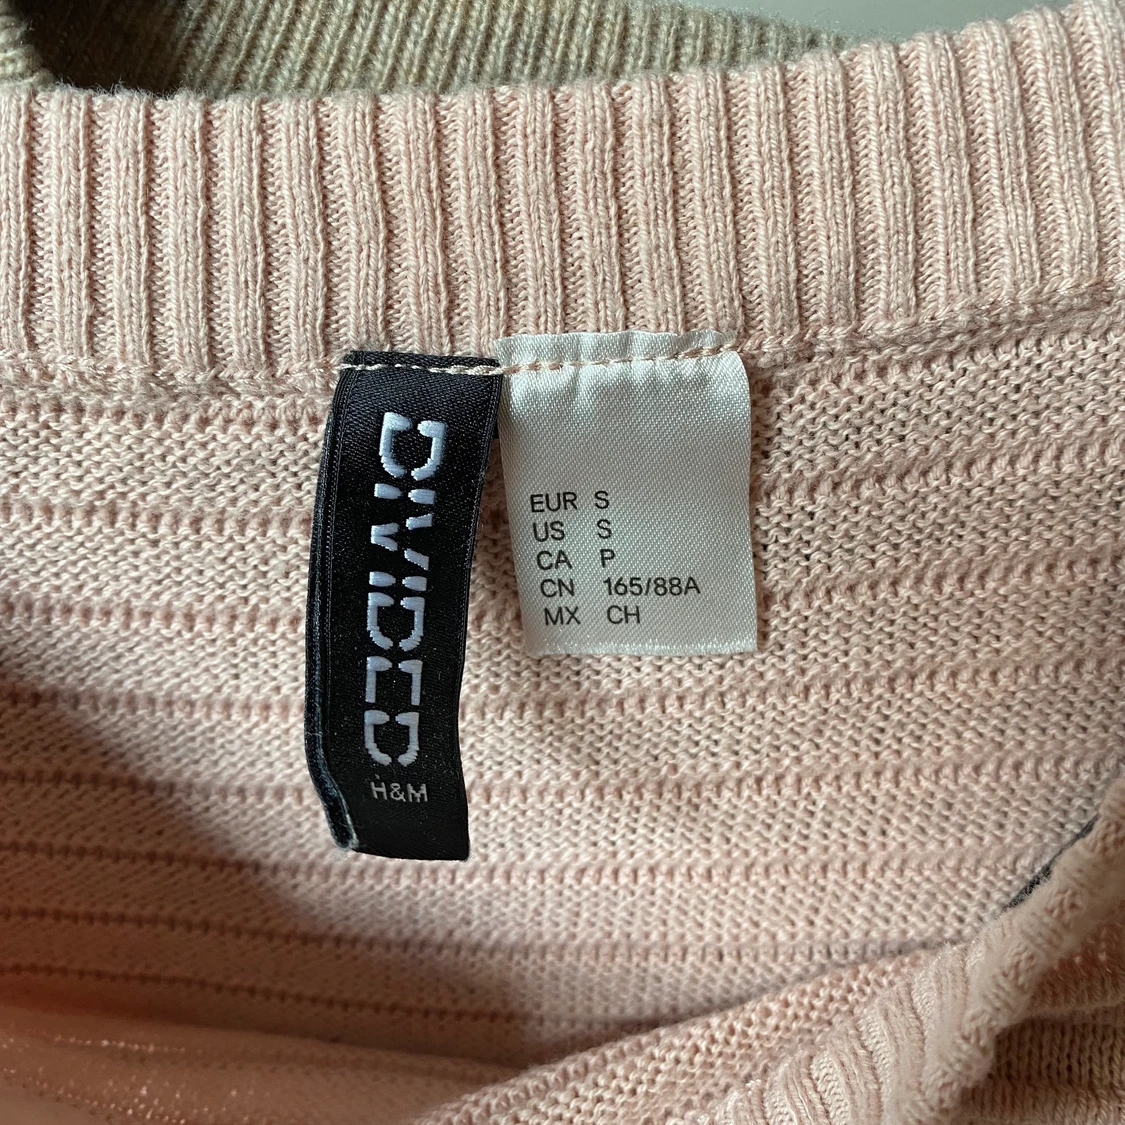 DIVIDED
H&M
EUR S
US S
CA P
CN 165/88A
MX CH